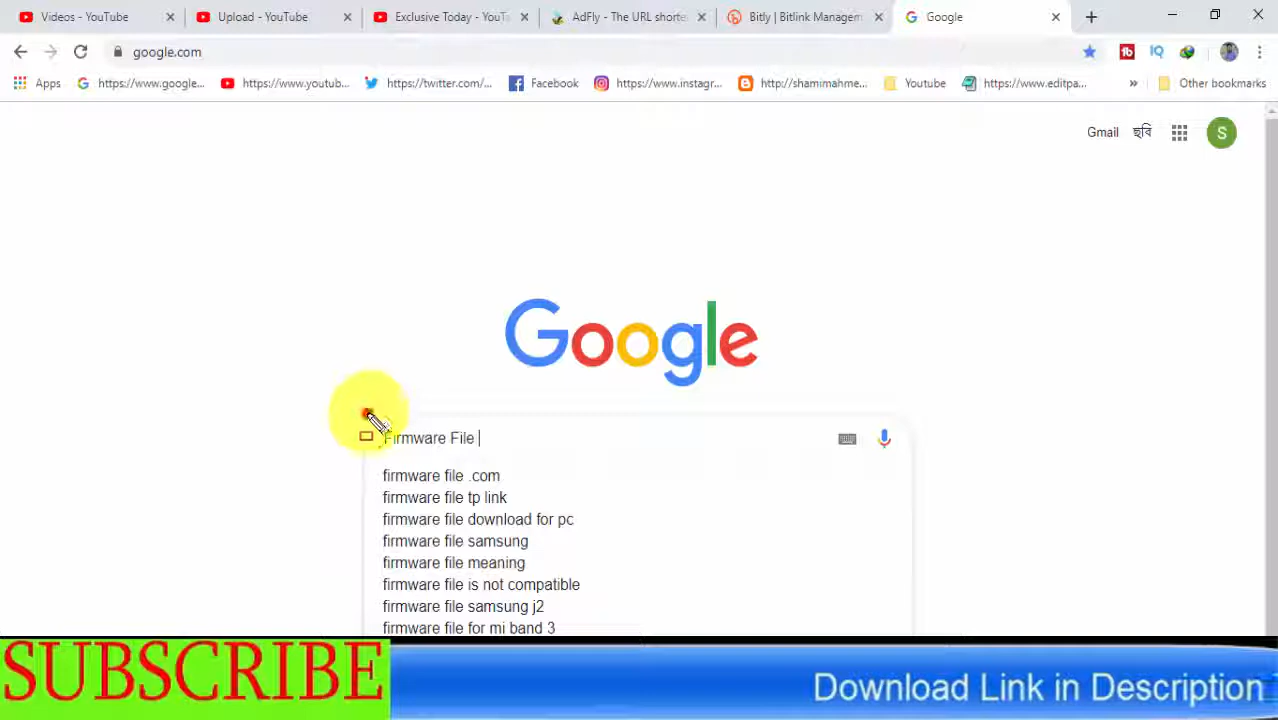 Videos - YouTube
Upload - YouTube
Exclusive Today - YouT
AdFly - The URL shorte
Bitly | Bitlink Managem
Google
google.com
Apps
https://www.google...
https://www.youtub...
https://twitter.com/...
Facebook
https://www.instagr...
http://shamimahme...
Youtube
https://www.editpa...
Other bookmarks
Gmail
ছবি
S
Google
Firmware File
firmware file .com
firmware file tp link
firmware file download for pc
firmware file samsung
firmware file meaning
firmware file is not compatible
firmware file samsung j2
firmware file for mi band 3
SUBSCRIBE
Download Link in Description